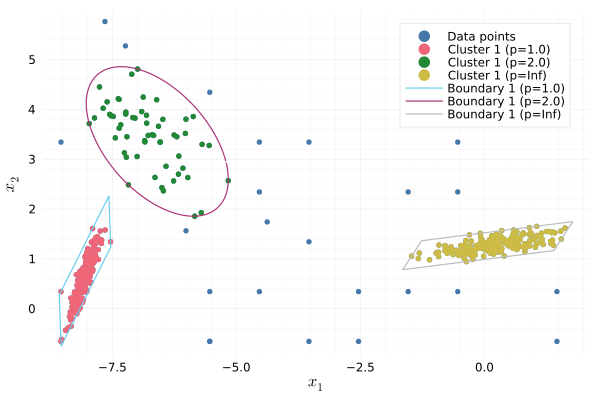 Data points
Cluster 1 (p=1.0)
Cluster 1 (p=2.0)
Cluster 1 (p=Inf)
Boundary 1 (p=1.0)
Boundary 1 (p=2.0)
Boundary 1 (p=Inf)
5
4
3
2
1
0
x₂
−7.5 −5.0 −2.5 0.0
x₁